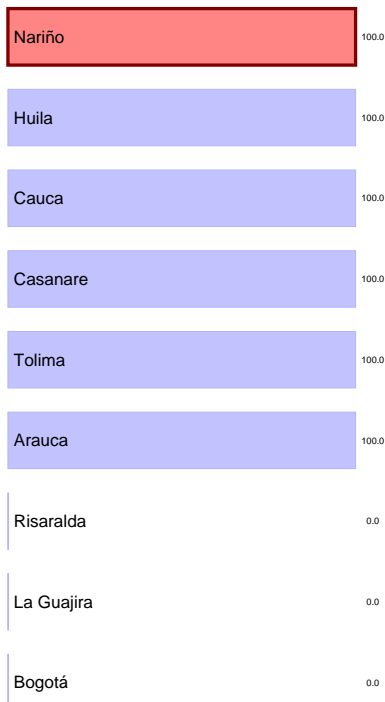 Nariño 100.0
Huila 100.0
Cauca 100.0
Casanare 100.0
Tolima 100.0
Arauca 100.0
Risaralda 0.0
La Guajira 0.0
Bogotá 0.0